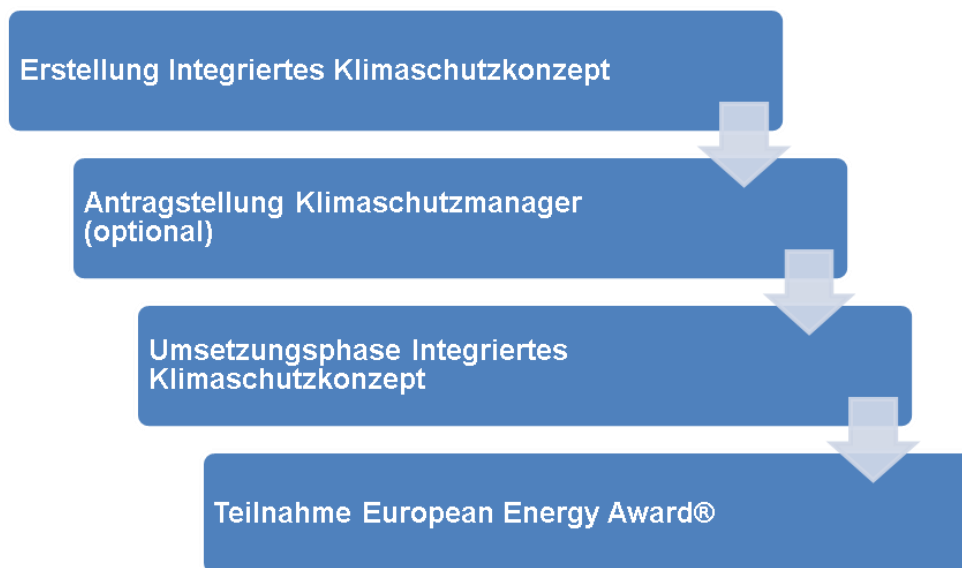 Erstellung Integriertes Klimaschutzkonzept
Antragstellung Klimaschutzmanager
(optional)
Umsetzungsphase Integriertes
Klimaschutzkonzept
Teilnahme European Energy Award®